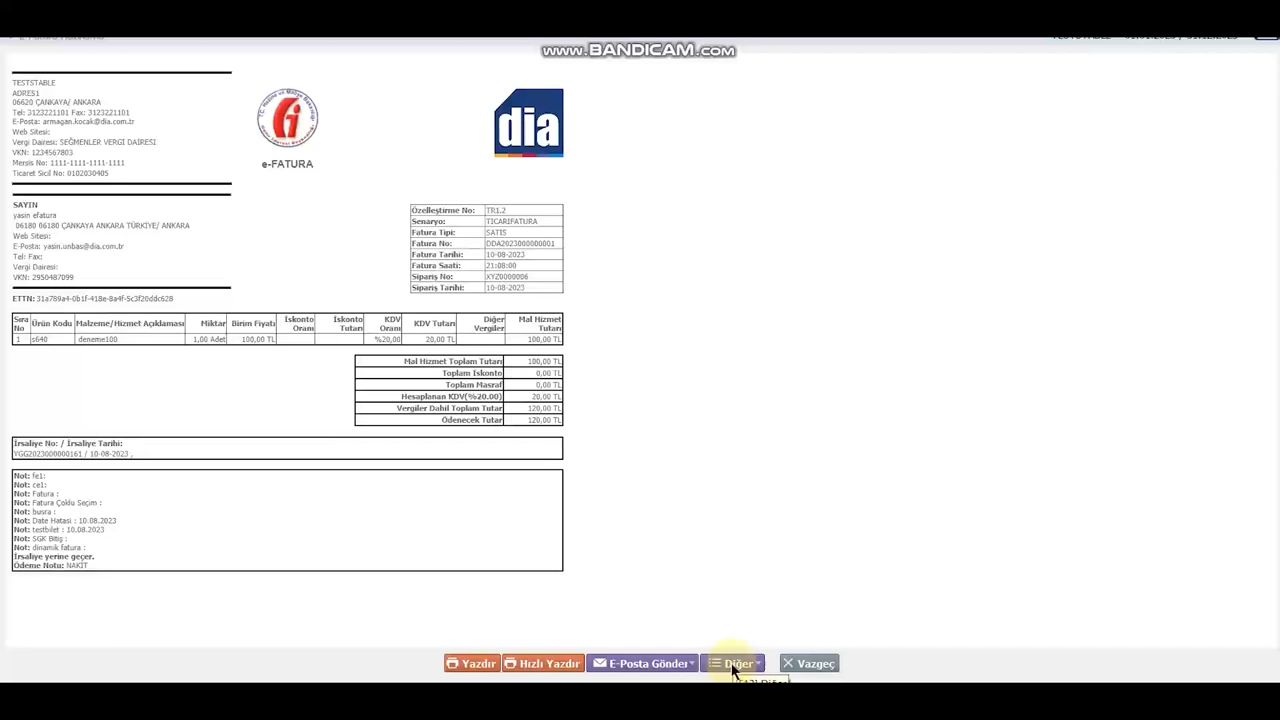 www.BANDICAM.com
TESTSTABLE
ADRES1
06620 ÇANKAYA/ ANKARA
Tel: 3123221101 Fax: 3123221101
E-Posta: armagan.kocak@dia.com.tr
Web Sitesi:
Vergi Dairesi: SEĞMENLER VERGİ DAİRESİ
VKN: 1234567803
Mersis No: 1111-1111-1111-1111
Ticaret Sicil No: 0102030405
e-FATURA
dia
SAYIN
yasin efatura
06180 06180 ÇANKAYA ANKARA TÜRKİYE/ ANKARA
Web Sitesi:
E-Posta: yasin.unbas@dia.com.tr
Tel: Fax:
Vergi Dairesi:
VKN: 2950487099
Özelleştirme No: TR1.2
Senaryo: TICARIFATURA
Fatura Tipi: SATIS
Fatura No: DDA2023000000001
Fatura Tarihi: 10-08-2023
Fatura Saati: 21:08:00
Sipariş No: XYZ0000006
Sipariş Tarihi: 10-08-2023
ETTN: 31a789a4-0b1f-418e-8a4f-5c3f20ddc628
Sıra No Ürün Kodu Malzeme/Hizmet Açıklaması Miktar Birim Fiyatı İskonto Oranı İskonto Tutarı KDV Oranı KDV Tutarı Diğer Vergiler Mal Hizmet Tutarı
1 s640 deneme100 1,00 Adet 100,00 TL %20,00 20,00 TL 100,00 TL
Mal Hizmet Toplam Tutarı 100,00 TL
Toplam İskonto 0,00 TL
Toplam Masraf 0,00 TL
Hesaplanan KDV(%20.00) 20,00 TL
Vergiler Dahil Toplam Tutar 120,00 TL
Ödenecek Tutar 120,00 TL
İrsaliye No: / İrsaliye Tarihi:
YGG2023000000161 / 10-08-2023 ,
Not: fe1:
Not: ce1:
Not: Fatura :
Not: Fatura Çoklu Seçim :
Not: busra :
Not: Date Hatasi : 10.08.2023
Not: testbilet : 10.08.2023
Not: SGK Bitiş :
Not: dinamik fatura :
İrsaliye yerine geçer.
Ödeme Notu: NAKİT
Yazdır Hızlı Yazdır E-Posta Gönder Diğer Vazgeç